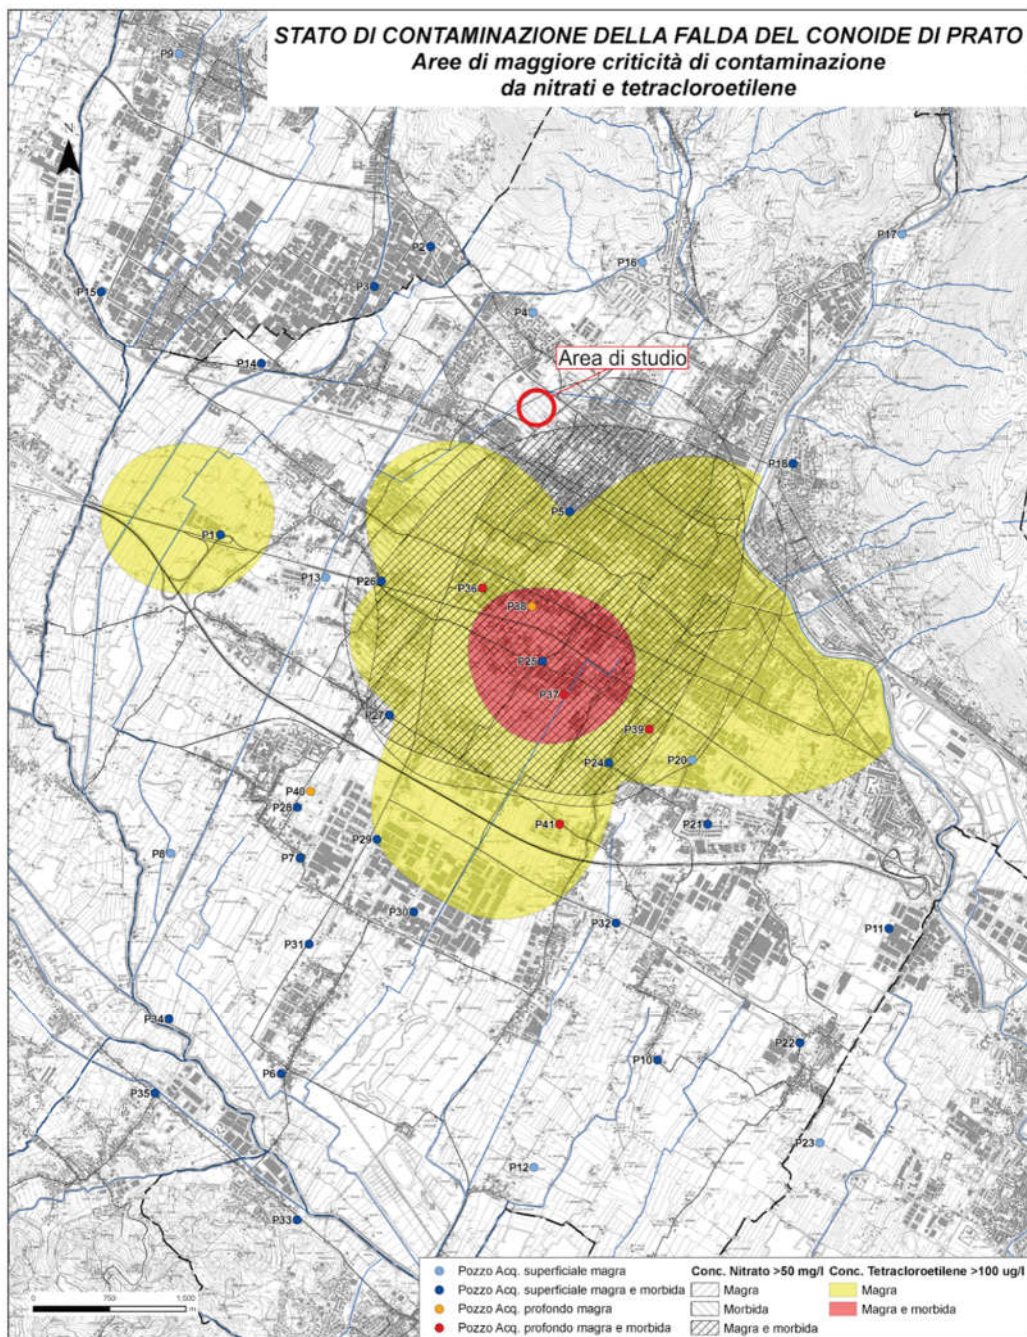 STATO DI CONTAMINAZIONE DELLA FALDA DEL CONOIDE DI PRATO
Aree di maggiore criticità di contaminazione
da nitrati e tetracloroetilene
P9
N
P17
P2
P16
P3
P15
P4
Area di studio
P14
P18
P5
P1
P13
P26
P36
P38
P25
P37
P27
P39
P24
P20
P40
P28
P41
P21
P29
P7
P8
P30
P32
P11
P31
P34
P22
P10
P6
P35
P23
P12
P33
Pozzo Acq. superficiale magra
Pozzo Acq. superficiale magra e morbida
Pozzo Acq. profondo magra
Pozzo Acq. profondo magra e morbida
Conc. Nitrato >50 mg/l
Magra
Morbida
Magra e morbida
Conc. Tetracloroetilene >100 ug/l
Magra
Magra e morbida
0 750 1.500
m